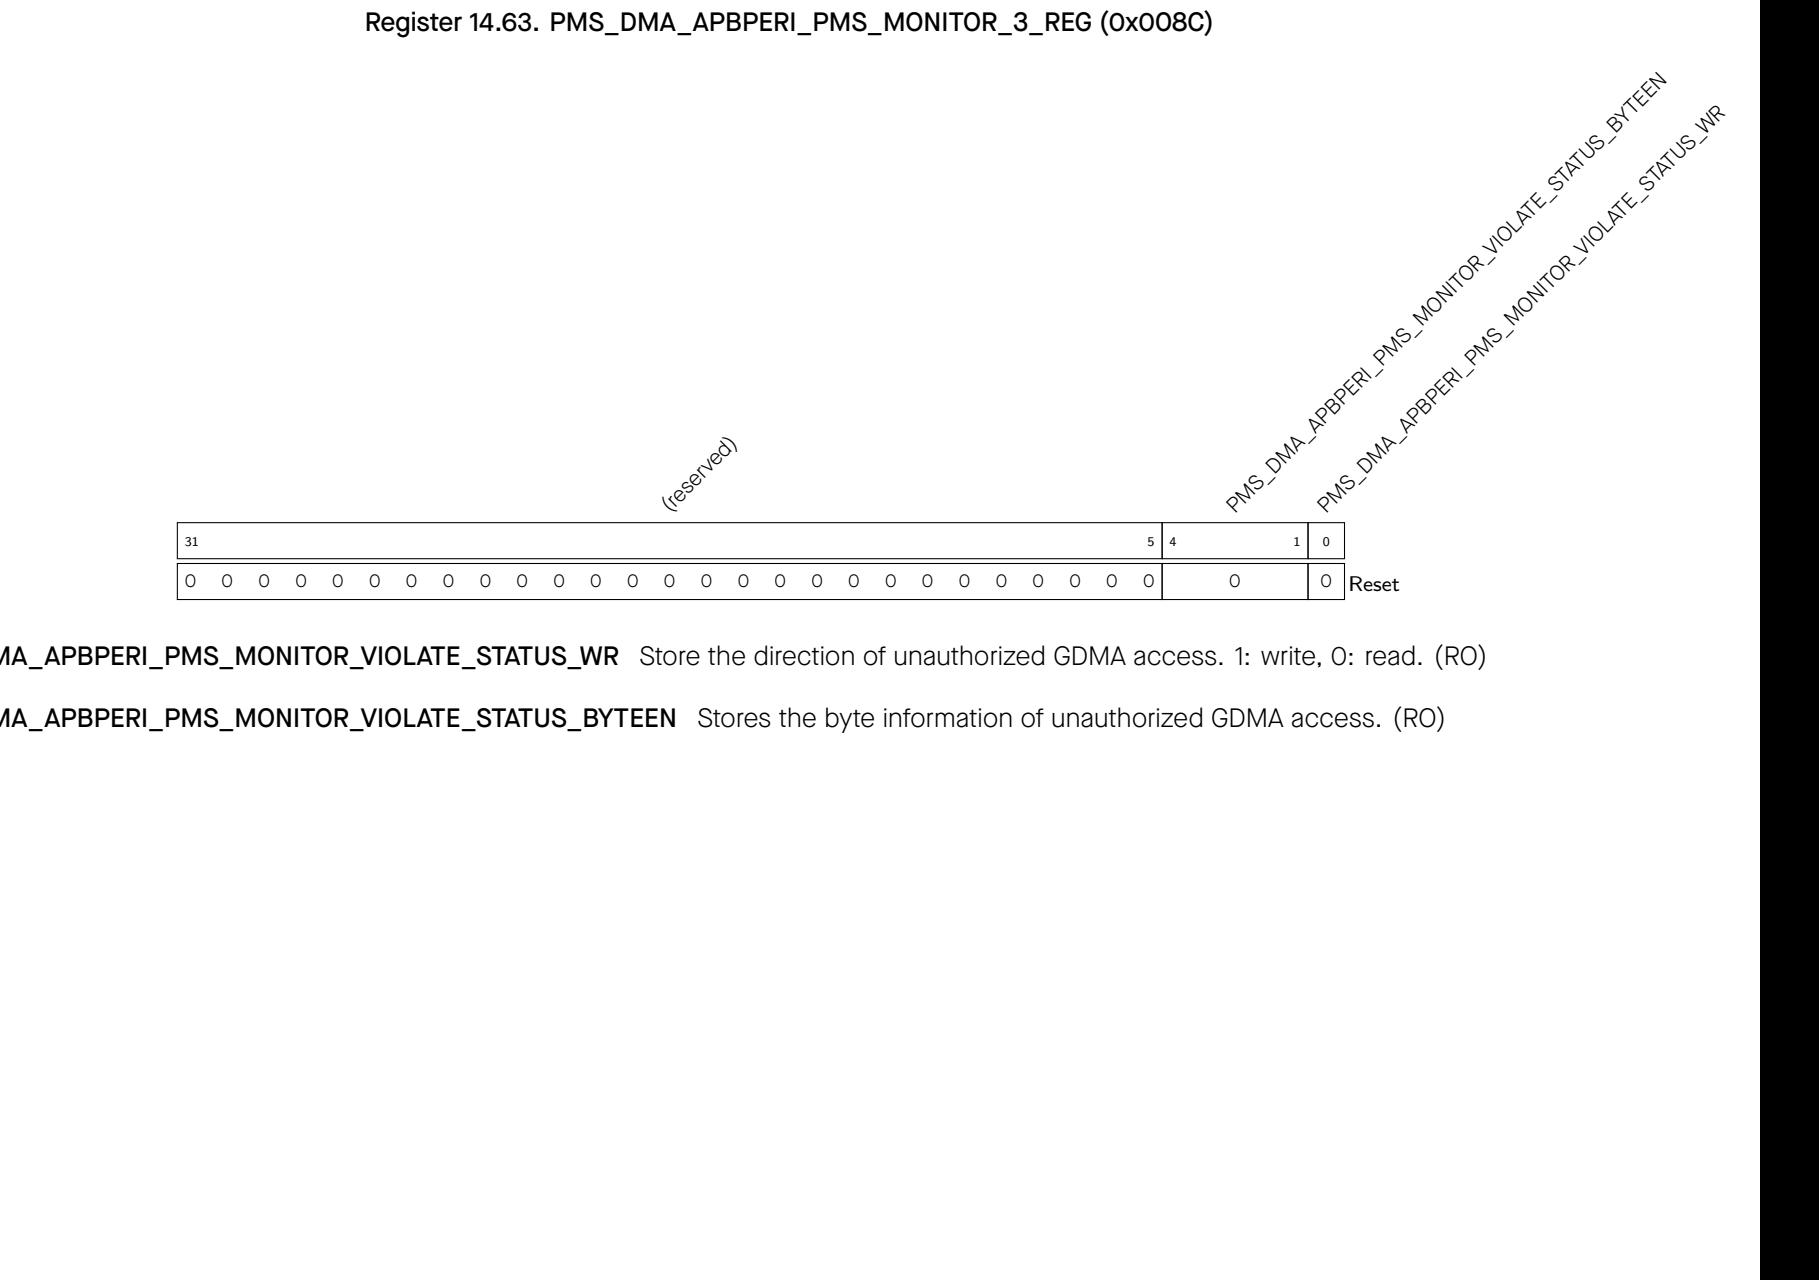 Register 14.63. PMS_DMA_APBPERI_PMS_MONITOR_3_REG (0x008C)
(reserved)
PMS_DMA_APBPERI_PMS_MONITOR_VIOLATE_STATUS_BYTEEN
PMS_DMA_APBPERI_PMS_MONITOR_VIOLATE_STATUS_WR
31 5 4 1 0
0 0 0 0 0 0 0 0 0 0 0 0 0 0 0 0 0 0 0 0 0 0 0 0 0 0 0 0 0 Reset
MA_APBPERI_PMS_MONITOR_VIOLATE_STATUS_WR Store the direction of unauthorized GDMA access. 1: write, 0: read. (RO)
MA_APBPERI_PMS_MONITOR_VIOLATE_STATUS_BYTEEN Stores the byte information of unauthorized GDMA access. (RO)